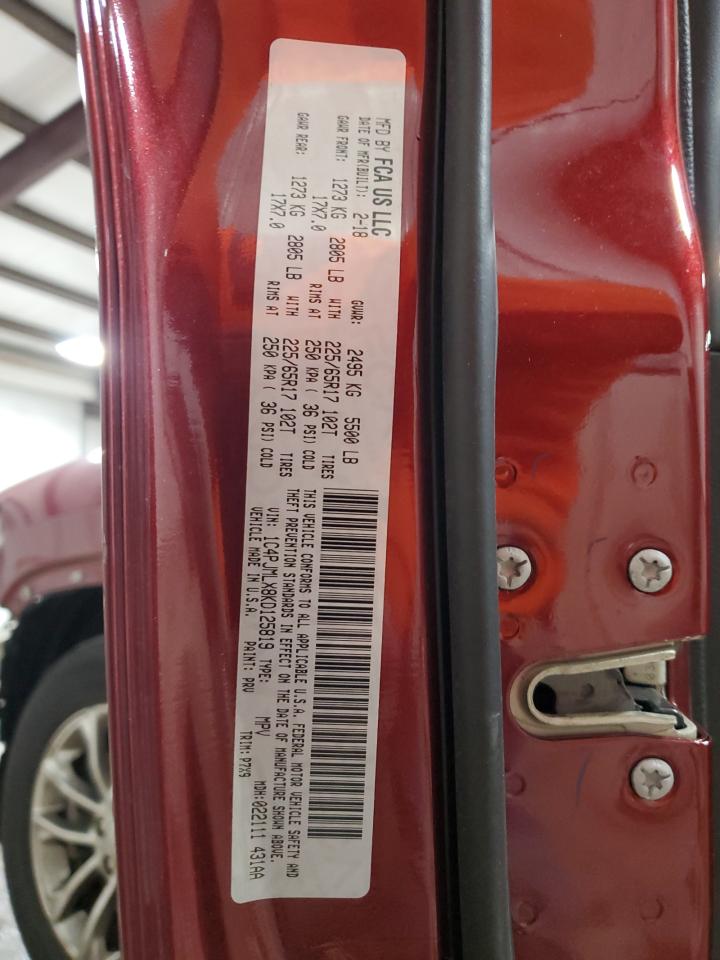 MFD BY FCA US LLC
DATE OF MFR(BUILT): 2-18 GVWR: 2495 KG 5500 LB
GAWR FRONT: 1273 KG 2805 LB WITH 225/65R17 102T TIRES
17X7.0 RIMS AT 250 KPA ( 36 PSI) COLD
GAWR REAR: 1273 KG 2805 LB WITH 225/65R17 102T TIRES
17X7.0 RIMS AT 250 KPA ( 36 PSI) COLD
THIS VEHICLE CONFORMS TO ALL APPLICABLE U.S.A. FEDERAL MOTOR VEHICLE SAFETY AND
THEFT PREVENTION STANDARDS IN EFFECT ON THE DATE OF MANUFACTURE SHOWN ABOVE.
VIN: 1C4PJMLX8KD125819 TYPE: MPV MDH:022111 431AA
VEHICLE MADE IN U.S.A. PAINT: PRV TRIM: P7X9